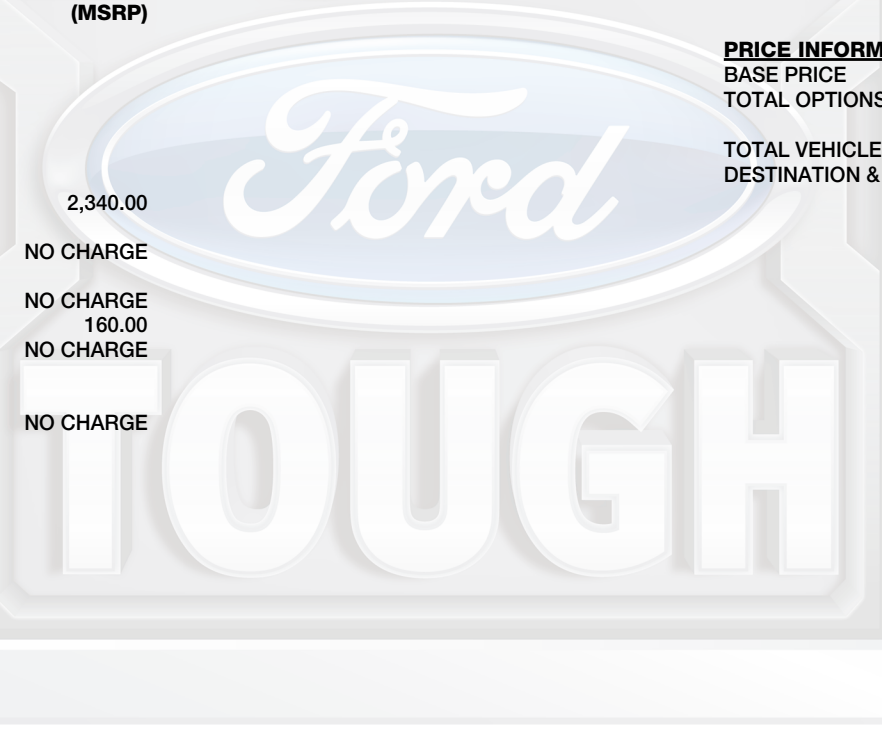 (MSRP)
2,340.00
NO CHARGE
NO CHARGE
160.00
NO CHARGE
NO CHARGE
PRICE INFORM
BASE PRICE
TOTAL OPTIONS
TOTAL VEHICLE
DESTINATION &
Ford
TOUGH